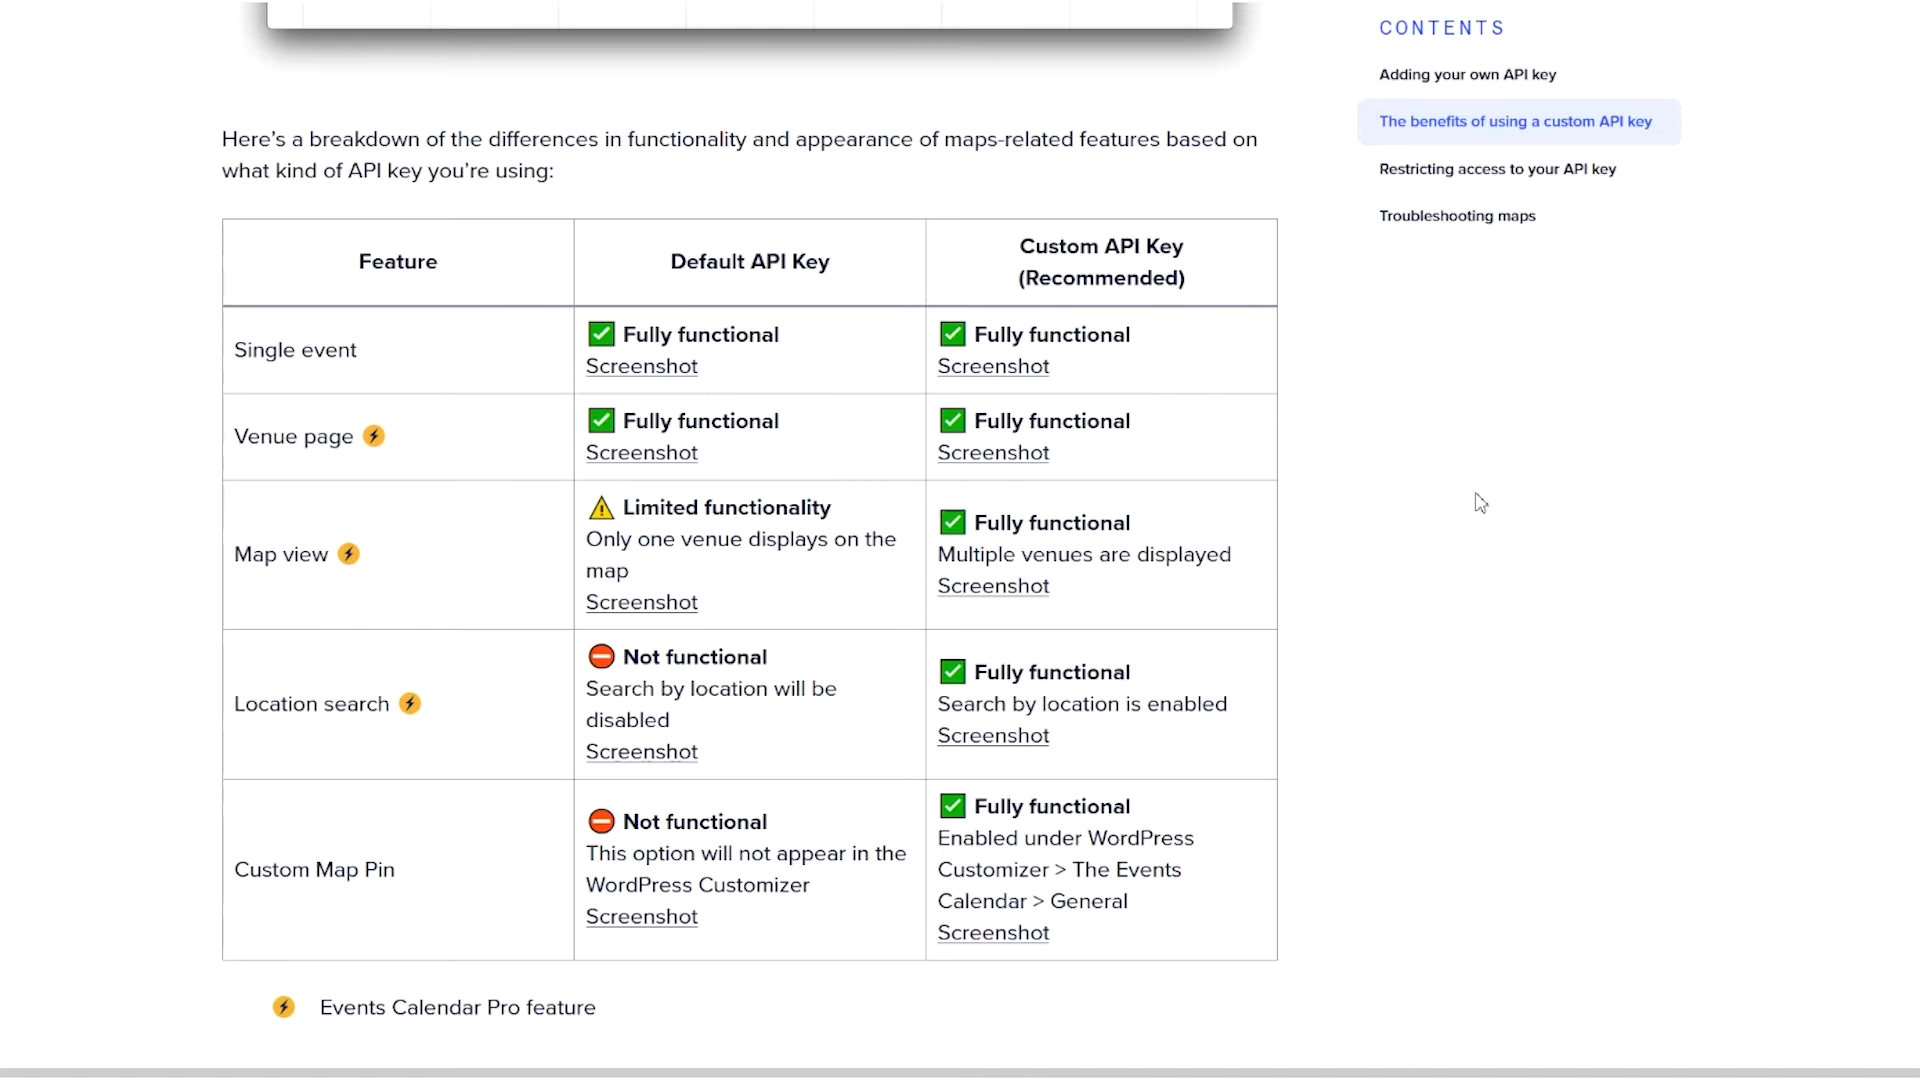 CONTENTS
Adding your own API key
The benefits of using a custom API key
Restricting access to your API key
Troubleshooting maps
Here's a breakdown of the differences in functionality and appearance of maps-related features based on
what kind of API key you're using:
Feature
Default API Key
Custom API Key
(Recommended)
Single event
Fully functional
Screenshot
Fully functional
Screenshot
Venue page
Fully functional
Screenshot
Fully functional
Screenshot
Map view
Limited functionality
Only one venue displays on the
map
Screenshot
Fully functional
Multiple venues are displayed
Screenshot
Location search
Not functional
Search by location will be
disabled
Screenshot
Fully functional
Search by location is enabled
Screenshot
Custom Map Pin
Not functional
This option will not appear in the
WordPress Customizer
Screenshot
Fully functional
Enabled under WordPress
Customizer > The Events
Calendar > General
Screenshot
Events Calendar Pro feature